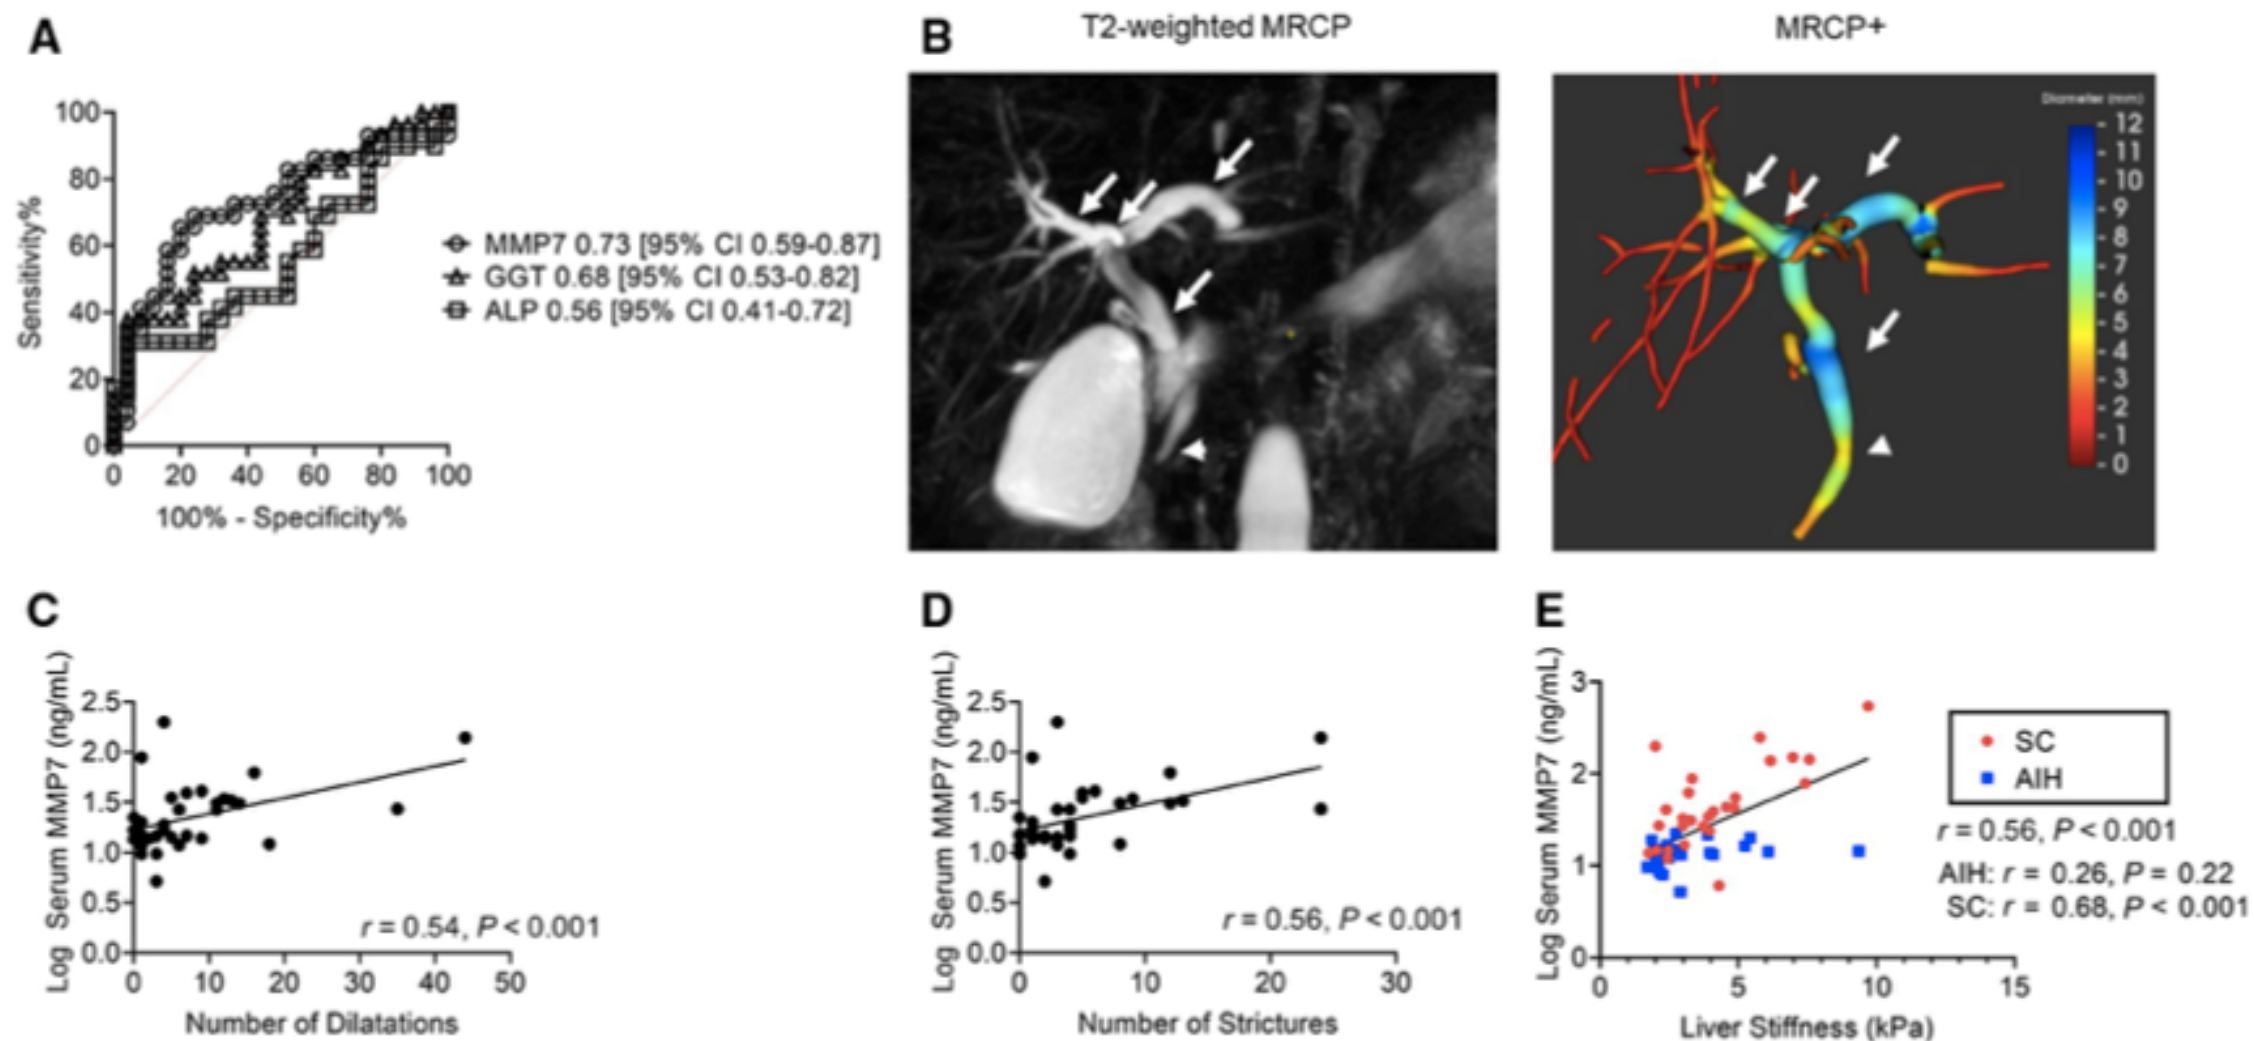 A
100
80
60
40
20
0
Sensitivity%
0 20 40 60 80 100
100% - Specificity%
MMP7 0.73 [95% CI 0.59-0.87]
GGT 0.68 [95% CI 0.53-0.82]
ALP 0.56 [95% CI 0.41-0.72]
B
T2-weighted MRCP
MRCP+
Diameter (mm)
12
11
10
9
8
7
6
5
4
3
2
1
0
C
Log Serum MMP7 (ng/mL)
2.5
2.0
1.5
1.0
0.5
0.0
r = 0.54, P < 0.001
0 10 20 30 40 50
Number of Dilatations
D
Log Serum MMP7 (ng/mL)
2.5
2.0
1.5
1.0
0.5
0.0
r = 0.56, P < 0.001
0 10 20 30
Number of Strictures
E
Log Serum MMP7 (ng/mL)
3
2
1
0
0 5 10 15
Liver Stiffness (kPa)
SC
AIH
r = 0.56, P < 0.001
AIH: r = 0.26, P = 0.22
SC: r = 0.68, P < 0.001